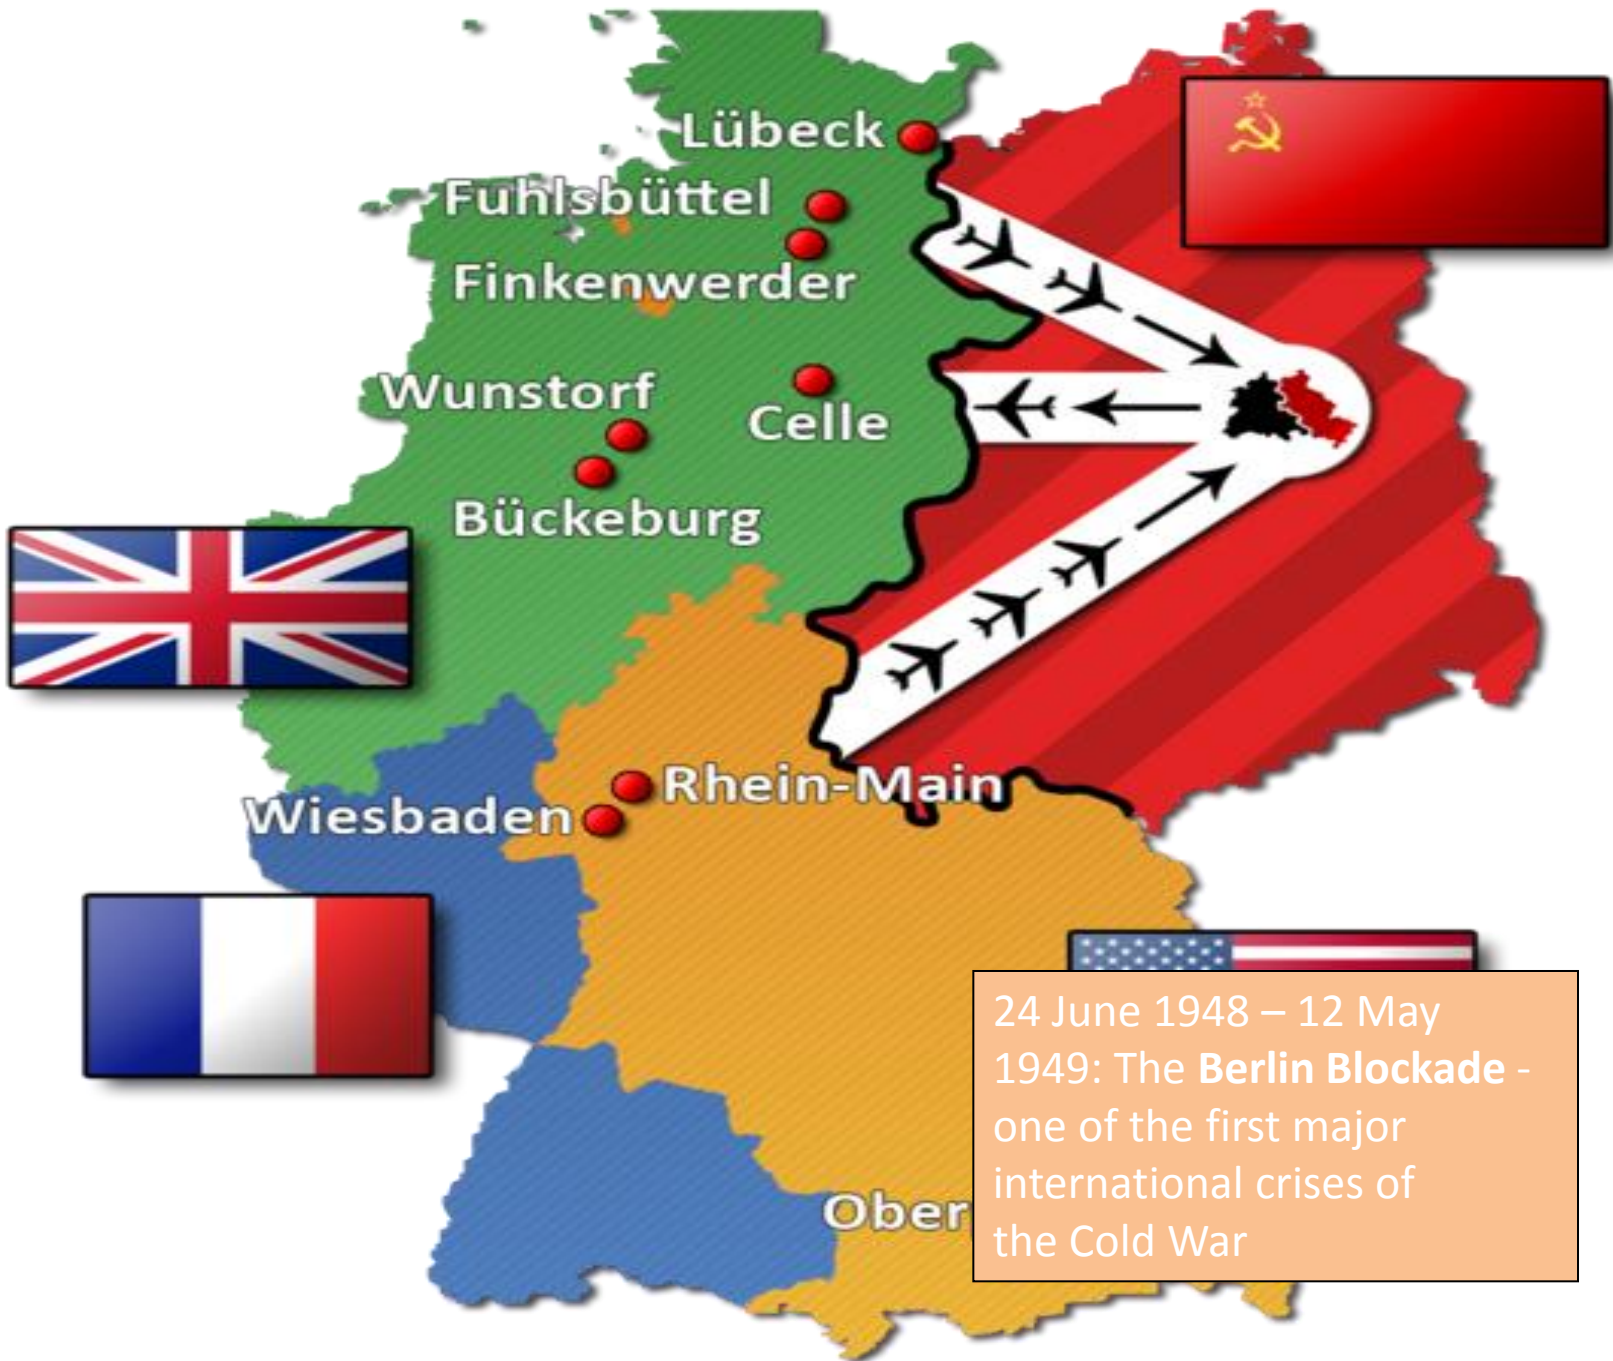 Lübeck
Fuhlsbüttel
Finkenwerder
Wunstorf
Celle
Bückeburg
Rhein-Main
Wiesbaden
24 June 1948 – 12 May
1949: The Berlin Blockade -
one of the first major
international crises of
the Cold War
Ober